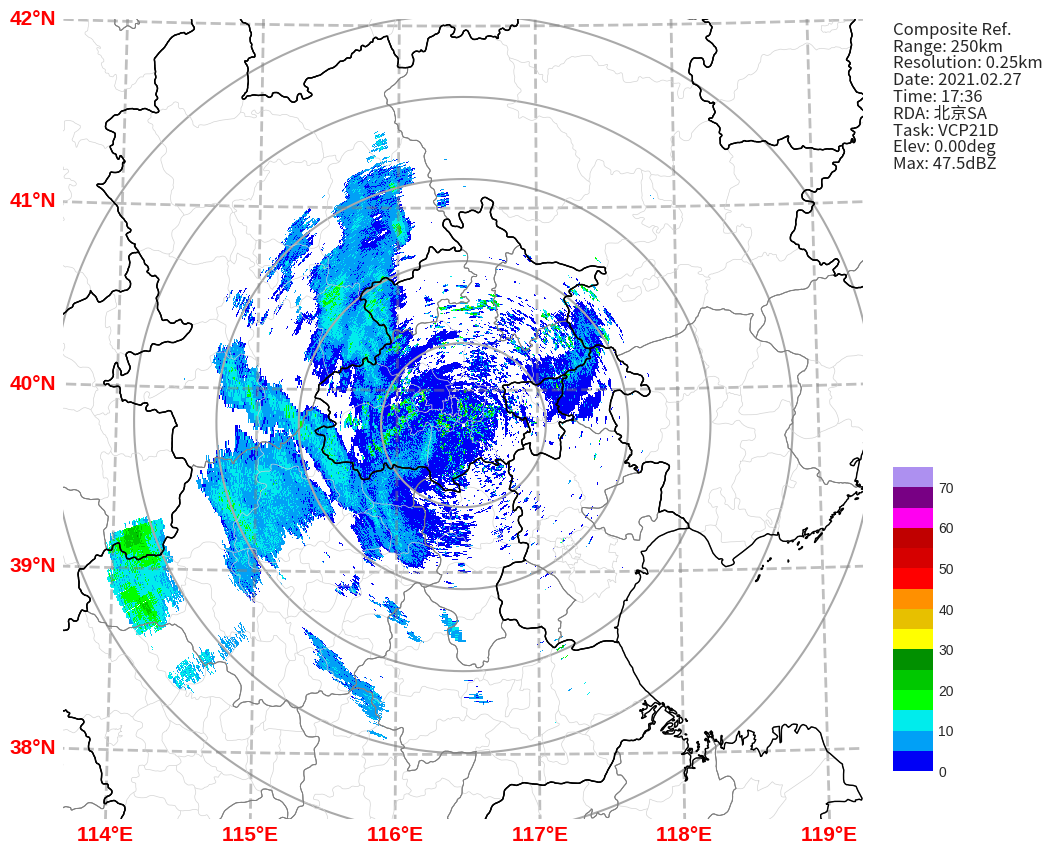 42°N
41°N
40°N
39°N
38°N
114°E
115°E
116°E
117°E
118°E
119°E
Composite Ref.
Range: 250km
Resolution: 0.25km
Date: 2021.02.27
Time: 17:36
RDA: 北京SA
Task: VCP21D
Elev: 0.00deg
Max: 47.5dBZ
70
60
50
40
30
20
10
0